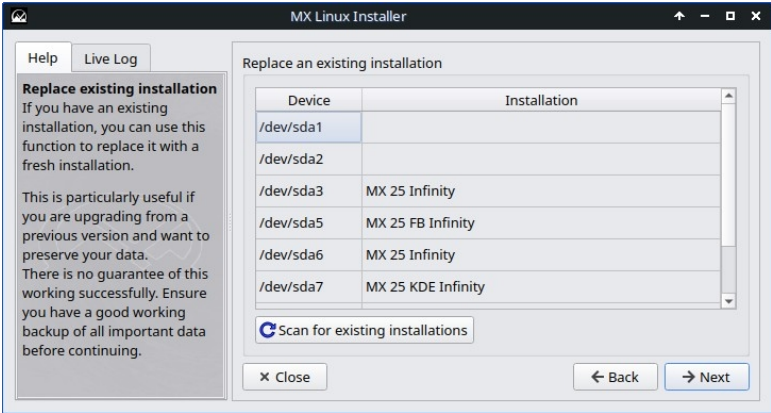 MX Linux Installer
Help
Live Log
Replace existing installation
If you have an existing
installation, you can use this
function to replace it with a
fresh installation.
This is particularly useful if
you are upgrading from a
previous version and want to
preserve your data.
There is no guarantee of this
working successfully. Ensure
you have a good working
backup of all important data
before continuing.
Replace an existing installation
Device Installation
/dev/sda1
/dev/sda2
/dev/sda3 MX 25 Infinity
/dev/sda5 MX 25 FB Infinity
/dev/sda6 MX 25 Infinity
/dev/sda7 MX 25 KDE Infinity
Scan for existing installations
Close
Back
Next